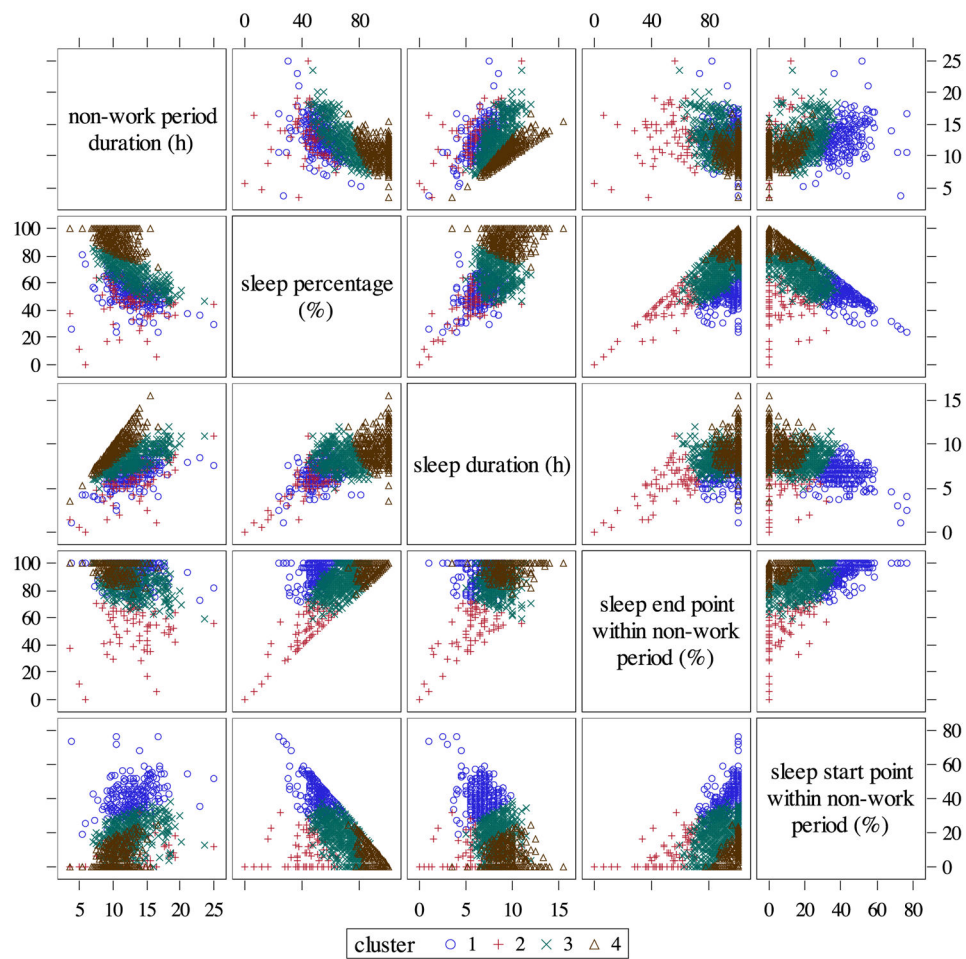 0 40 80 0 40 80
non-work period
duration (h)
25
20
15
10
5
100
80
60
40
20
0
sleep percentage
(%)
sleep duration (h)
15
10
5
0
100
80
60
40
20
0
sleep end point
within non-work
period (%)
sleep start point
within non-work
period (%)
80
60
40
20
0
5 10 15 20 25 0 5 10 15 0 20 40 60 80
cluster 1 2 3 4